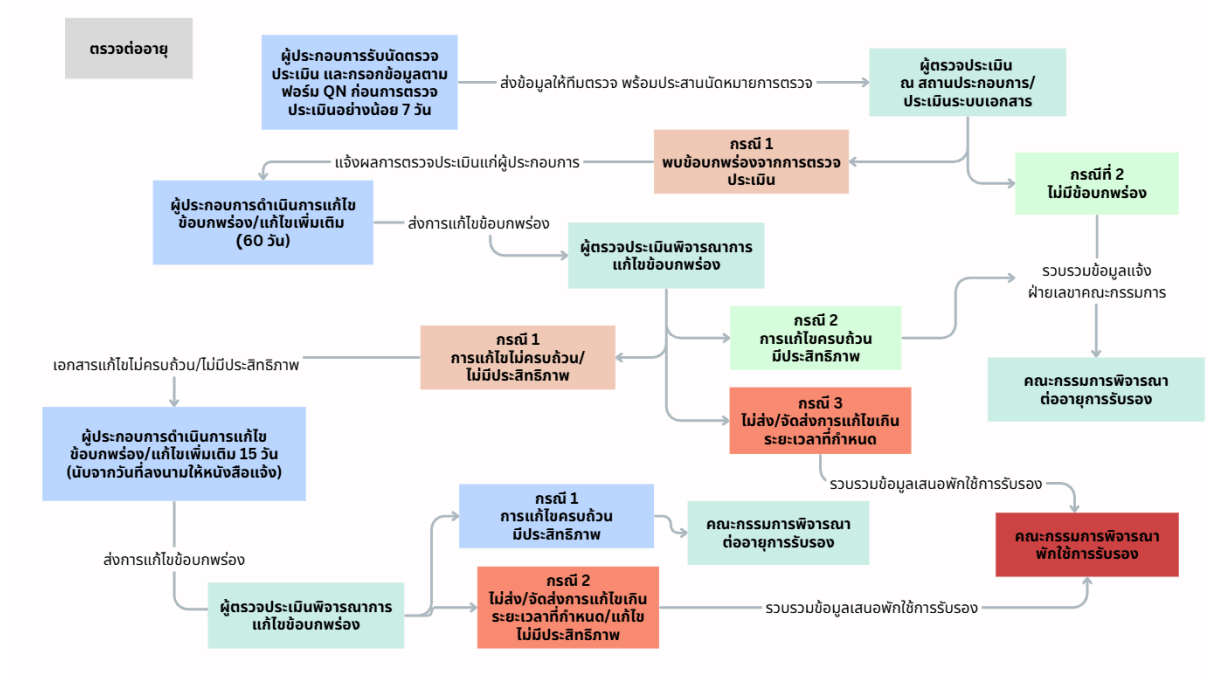 ตรวจต่ออายุ
ผู้ประกอบการรับนัดตรวจ
ประเมิน และกรอกข้อมูลตาม
ฟอร์ม QN ก่อนการตรวจ
ประเมินอย่างน้อย 7 วัน
ส่งข้อมูลให้ทีมตรวจ พร้อมประสานนัดหมายการตรวจ
ผู้ตรวจประเมิน
ณ สถานประกอบการ/
ประเมินระบบเอกสาร
กรณี 1
พบข้อบกพร่องจากการตรวจ
ประเมิน
แจ้งผลการตรวจประเมินแก่ผู้ประกอบการ
กรณีที่ 2
ไม่มีข้อบกพร่อง
ผู้ประกอบการดำเนินการแก้ไข
ข้อบกพร่อง/แก้ไขเพิ่มเติม
(60 วัน)
ส่งการแก้ไขข้อบกพร่อง
ผู้ตรวจประเมินพิจารณาการ
แก้ไขข้อบกพร่อง
รวบรวมข้อมูลแจ้ง
ฝ่ายเลขาคณะกรรมการ
กรณี 2
การแก้ไขครบถ้วน
มีประสิทธิภาพ
กรณี 1
การแก้ไขไม่ครบถ้วน/
ไม่มีประสิทธิภาพ
เอกสารแก้ไขไม่ครบถ้วน/ไม่มีประสิทธิภาพ
คณะกรรมการพิจารณา
ต่ออายุการรับรอง
กรณี 3
ไม่ส่ง/จัดส่งการแก้ไขเกิน
ระยะเวลาที่กำหนด
ผู้ประกอบการดำเนินการแก้ไข
ข้อบกพร่อง/แก้ไขเพิ่มเติม 15 วัน
(นับจากวันที่ลงนามให้หนังสือแจ้ง)
รวบรวมข้อมูลเสนอพักใช้การรับรอง
กรณี 1
การแก้ไขครบถ้วน
มีประสิทธิภาพ
คณะกรรมการพิจารณา
ต่ออายุการรับรอง
คณะกรรมการพิจารณา
พักใช้การรับรอง
ส่งการแก้ไขข้อบกพร่อง
ผู้ตรวจประเมินพิจารณาการ
แก้ไขข้อบกพร่อง
กรณี 2
ไม่ส่ง/จัดส่งการแก้ไขเกิน
ระยะเวลาที่กำหนด/แก้ไข
ไม่มีประสิทธิภาพ
รวบรวมข้อมูลเสนอพักใช้การรับรอง